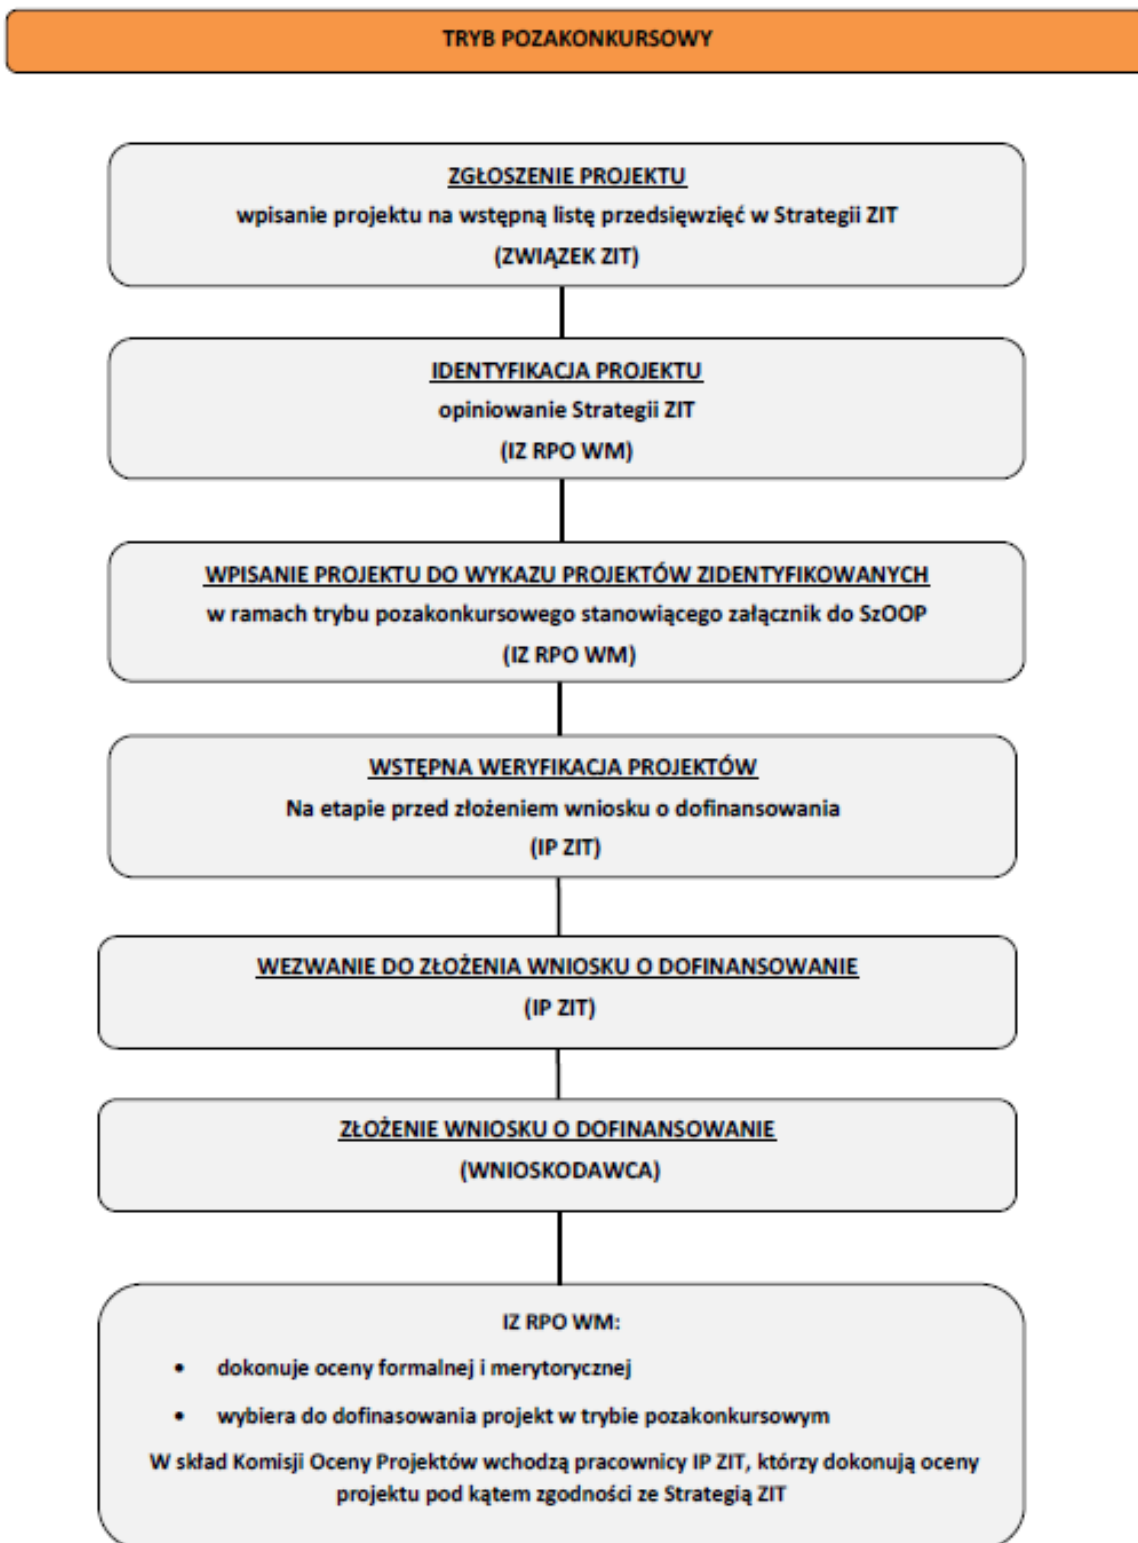 TRYB POZAKONKURSOWY
ZGŁOSZENIE PROJEKTU
wpisanie projektu na wstępną listę przedsięwzięć w Strategii ZIT
(ZWIĄZEK ZIT)
IDENTYFIKACJA PROJEKTU
opiniowanie Strategii ZIT
(IZ RPO WM)
WPISANIE PROJEKTU DO WYKAZU PROJEKTÓW ZIDENTYFIKOWANYCH
w ramach trybu pozakonkursowego stanowiącego załącznik do SzOOP
(IZ RPO WM)
WSTĘPNA WERYFIKACJA PROJEKTÓW
Na etapie przed złożeniem wniosku o dofinansowania
(IP ZIT)
WEZWANIE DO ZŁOŻENIA WNIOSKU O DOFINANSOWANIE
(IP ZIT)
ZŁOŻENIE WNIOSKU O DOFINANSOWANIE
(WNIOSKODAWCA)
IZ RPO WM:
• dokonuje oceny formalnej i merytorycznej
• wybiera do dofinasowania projekt w trybie pozakonkursowym
W skład Komisji Oceny Projektów wchodzą pracownicy IP ZIT, którzy dokonują oceny
projektu pod kątem zgodności ze Strategią ZIT